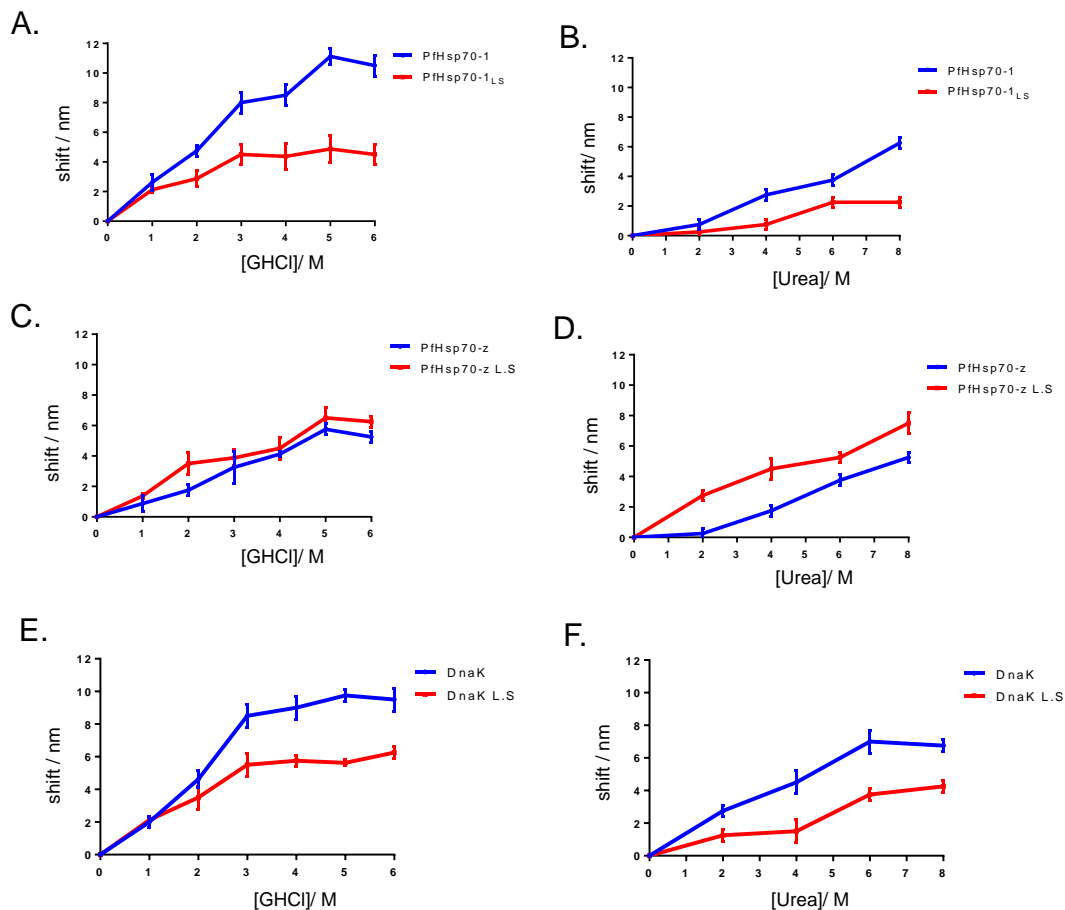 A.
PfHsp70-1
PfHsp70-1LS
shift / nm
12
10
8
6
4
2
0
0 1 2 3 4 5 6
[GHCl]/ M
B.
PfHsp70-1
PfHsp70-1LS
shift/ nm
12
10
8
6
4
2
0
0 1 2 3 4 5 6 7 8
[Urea]/ M
C.
PfHsp70-z
PfHsp70-z L.S
shift / nm
12
10
8
6
4
2
0
0 1 2 3 4 5 6
[GHCl]/ M
D.
PfHsp70-z
PfHsp70-z L.S
shift / nm
12
10
8
6
4
2
0
0 1 2 3 4 5 6 7 8
[Urea]/ M
E.
DnaK
DnaK L.S
shift / nm
12
10
8
6
4
2
0
0 1 2 3 4 5 6
[GHCl]/ M
F.
DnaK
DnaK L.S
shift / nm
12
10
8
6
4
2
0
0 1 2 3 4 5 6 7 8
[Urea]/ M